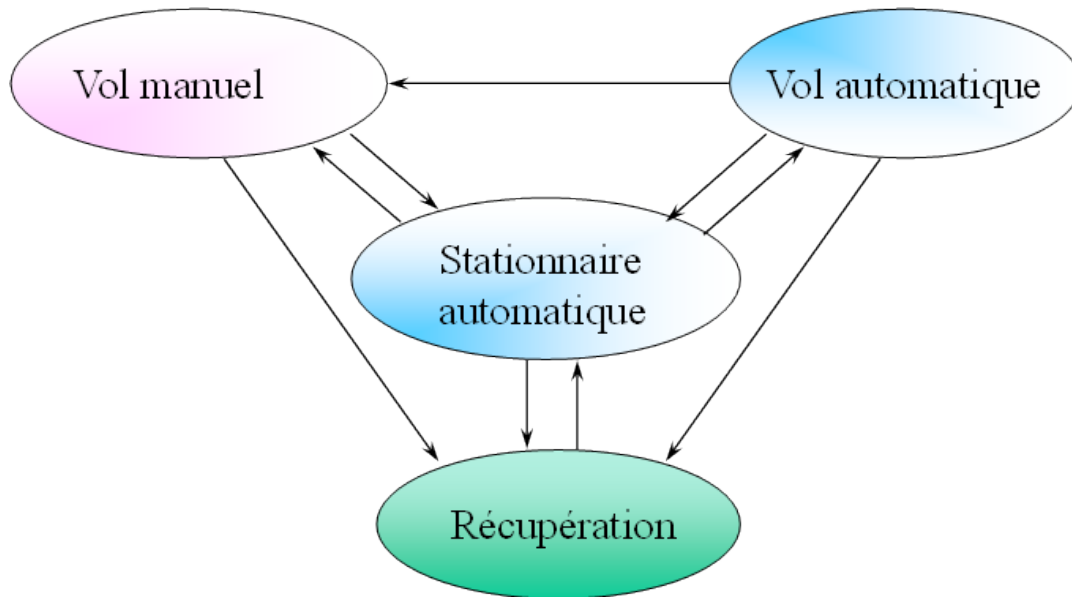 Vol manuel
Vol automatique
Stationnaire
automatique
Récupération